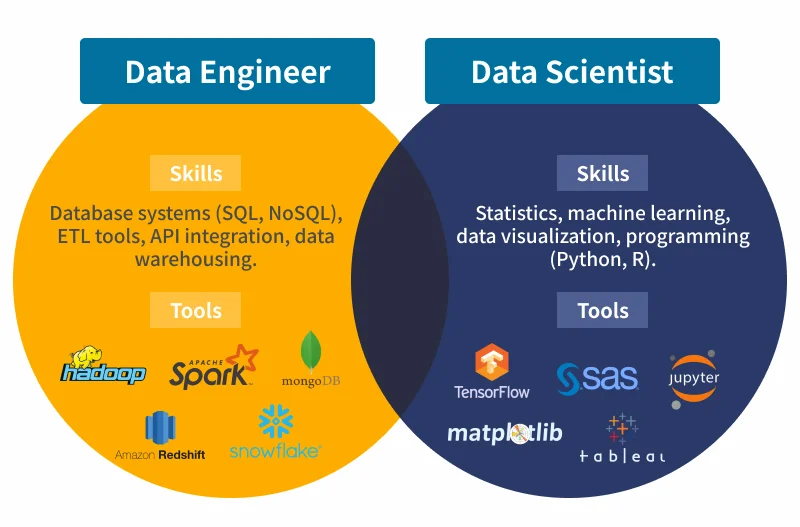 Data Engineer
Skills
Database systems (SQL, NoSQL),
ETL tools, API integration, data
warehousing.
Tools
hadoop
APACHE
Spark™
mongoDB
Amazon Redshift
snowflake
Data Scientist
Skills
Statistics, machine learning,
data visualization, programming
(Python, R).
Tools
TensorFlow
sas
jupyter
matplotlib
tableau